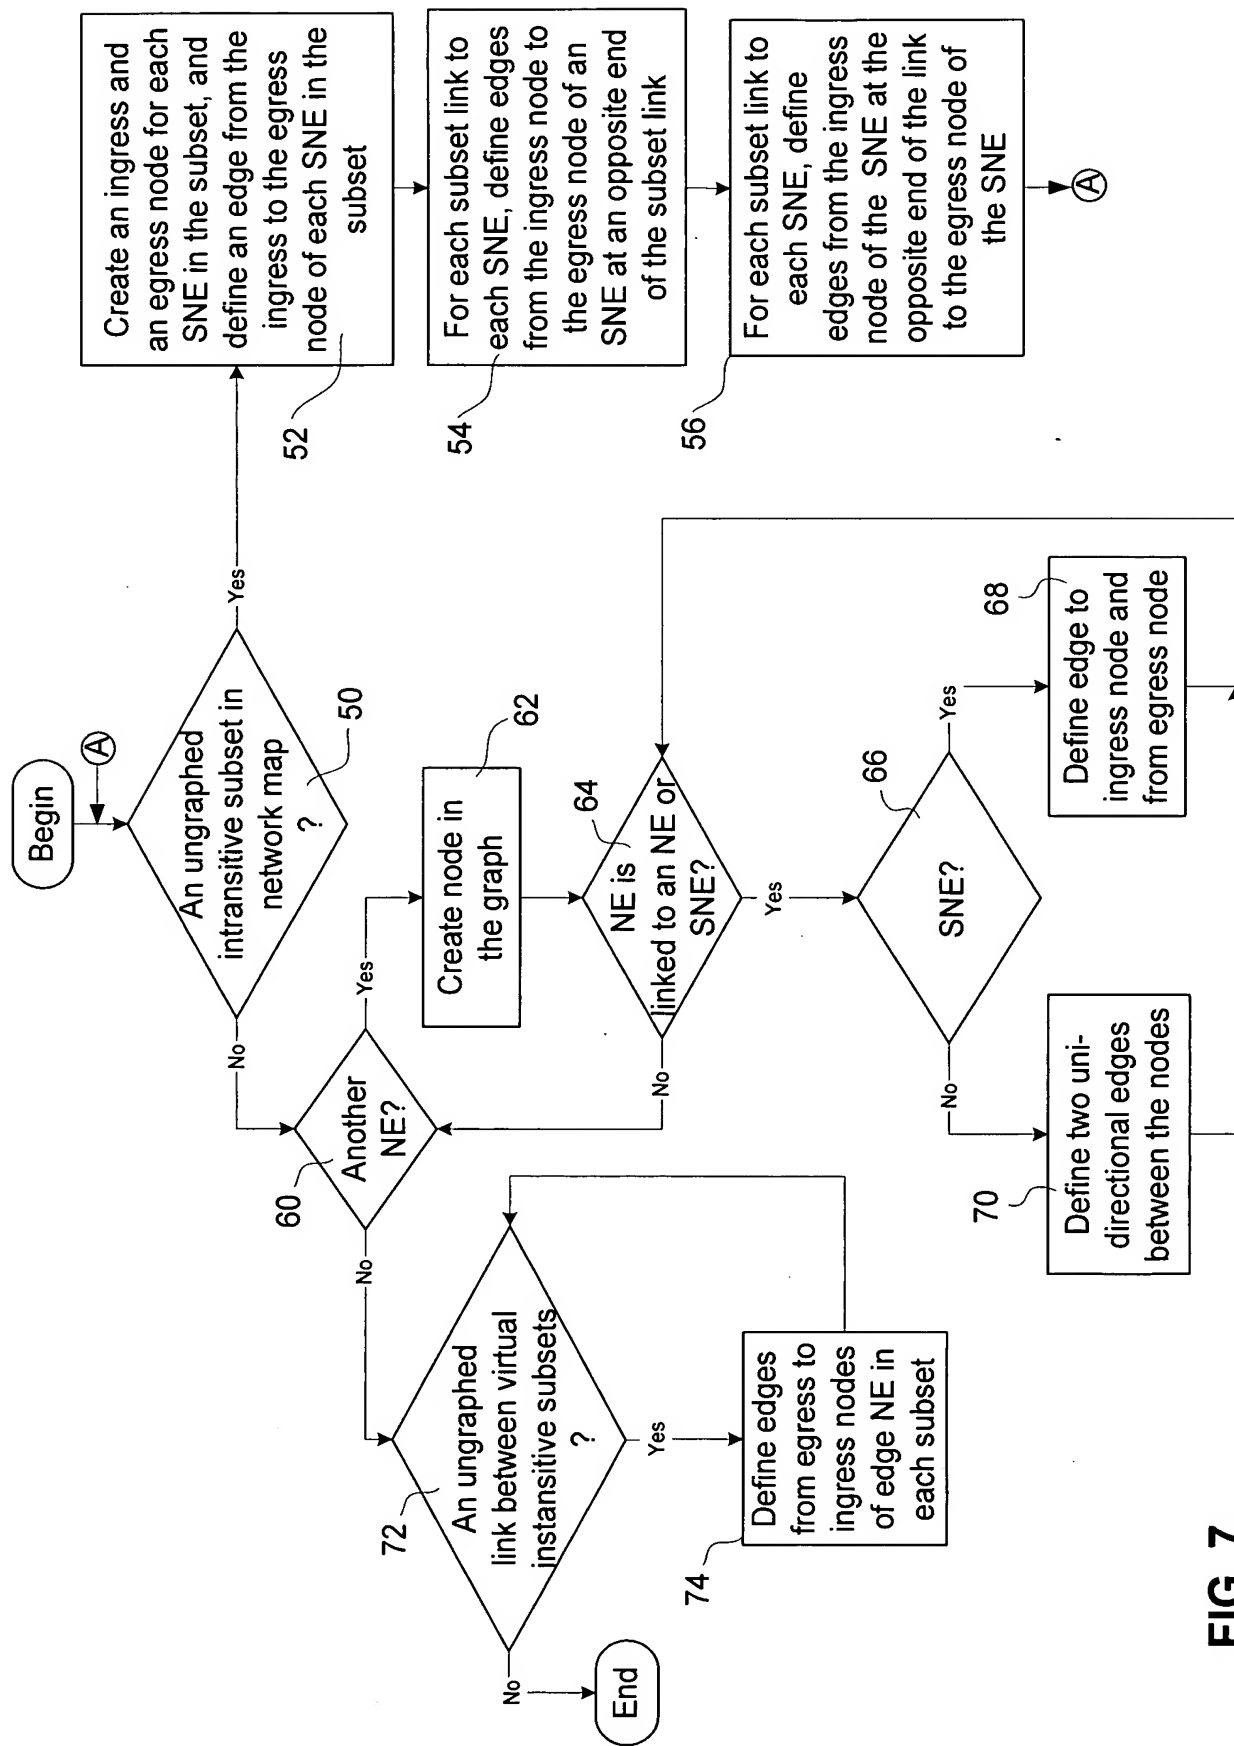 Begin
A
An ungraphed
intransitive subset in
network map
?
50
Yes
No
Create an ingress and
an egress node for each
SNE in the subset, and
define an edge from the
ingress to the egress
node of each SNE in the
subset
52
For each subset link to
each SNE, define edges
from the ingress node to
the egress node of an
SNE at an opposite end
of the subset link
54
For each subset link to
each SNE, define
edges from the ingress
node of the SNE at the
opposite end of the link
to the egress node of
the SNE
56
A
Another
NE?
60
Yes
No
Create node in
the graph
62
NE is
linked to an NE or
SNE?
64
No
Yes
SNE?
66
Yes
No
Define edge to
ingress node and
from egress node
68
Define two uni-
directional edges
between the nodes
70
An ungraphed
link between virtual
instansitive subsets
?
72
Yes
No
Define edges
from egress to
ingress nodes
of edge NE in
each subset
74
End
FIG. 7